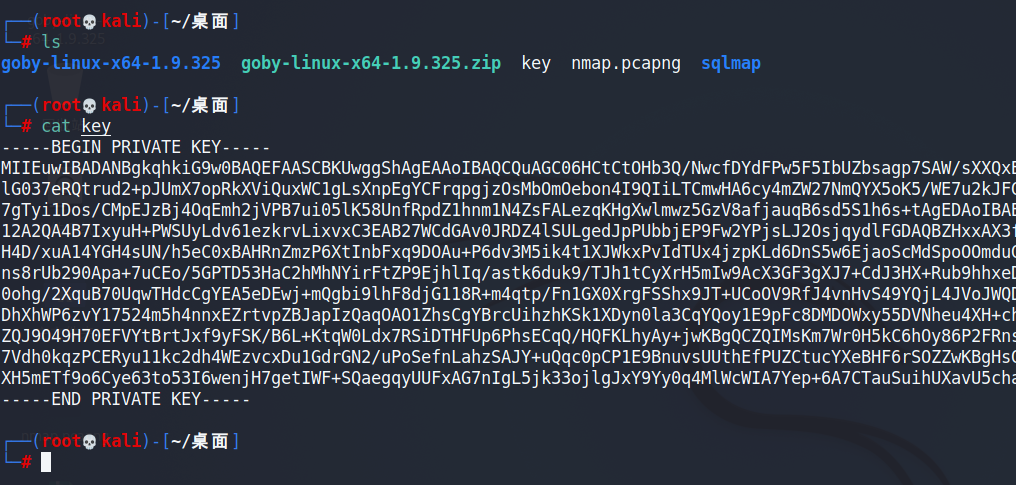 ┌──(root💀kali)-[~/桌面]
└─# ls
goby-linux-x64-1.9.325  goby-linux-x64-1.9.325.zip  key  nmap.pcapng  sqlmap
┌──(root💀kali)-[~/桌面]
└─# cat key
-----BEGIN PRIVATE KEY-----
MIIEuwIBADANBgkqhkiG9w0BAQEFAASCBKUwggShAgEAAoIBAQCQuAGC06HCtCtOHb3Q/NwcfDYdFPw5F5IbUZbsagp7SAW/sXXQxE
lG037eRQtrud2+pJUmX7opRkXViQuxWC1gLsXnpEgYCFrqpgjzOsMbOmOebon4I9QIiLTCmwHA6cy4mZW27NmQYX5oK5/WE7u2kJFC
7gTyi1Dos/CMpEJzBj4OqEmh2jVPB7ui05lK58UnfRpdZ1hnm1N4ZsFALezqKHgXwlmwz5GzV8afjauqB6sd5S1h6s+tAgEDAoIBAE
12A2QA4B7IxyuH+PWSUyLdv61ezkrvLixvxC3EAB27WCdGAv0JRDZ4lSULgedJpPUbbjEP9Fw2YPjsLJ2OsjqydlFGDAQBZHxxAX3f
H4D/xuA14YGH4sUN/h5eC0xBAHRnZmzP6XtInbFxq9DOAu+P6dv3M5ik4t1XJWkxPvIdTUx4jzpKLd6DnS5w6EjaoScMdSpoOOmduC
ns8rUb290Apa+7uCEo/5GPTD53HaC2hMhNYirFtZP9EjhlIq/astk6duk9/TJh1tCyXrH5mIw9AcX3GF3gXJ7+CdJ3HX+Rub9hhxeD
0ohg/2XquB70UqwTHdcCgYEA5eDEwj+mQgbi9lhF8djG118R+m4qtp/Fn1GX0XrgFSShx9JT+UCoOV9RfJ4vnHvS49YQjL4JVoJWQD
DhXhWP6zvY17524m5h4nnxEZrtvpZBJapIzQaqOAO1ZhsCgYBrcUihzhKSk1XDyn0la3CqYQoy1E9pFc8DMDOWxy55DVNheu4XH+ch
ZQJ9O49H70EFVYtBrtJxf9yFSK/B6L+KtqW0Ldx7RSiDTHFUp6PhsECqQ/HQFKLhyAy+jwKBgQCZQIMsKm7Wr0H5kC6hOy86P2FRns
7Vdh0kqzPCERyu11kc2dh4WEzvcxDu1GdrGN2/uPoSefnLahzSAJY+uQqc0pCP1E9BnuvsUUthEfPUZCtucYXeBHF6rSOZZwKBgHsG
XH5mETf9o6Cye63to53I6wenjH7getIWF+SQaegqyUUFxAG7nIgL5jk33ojlgJxY9Yy0q4MlWcWIA7Yep+6A7CTauSuihUXavU5cha
-----END PRIVATE KEY-----
┌──(root💀kali)-[~/桌面]
└─#